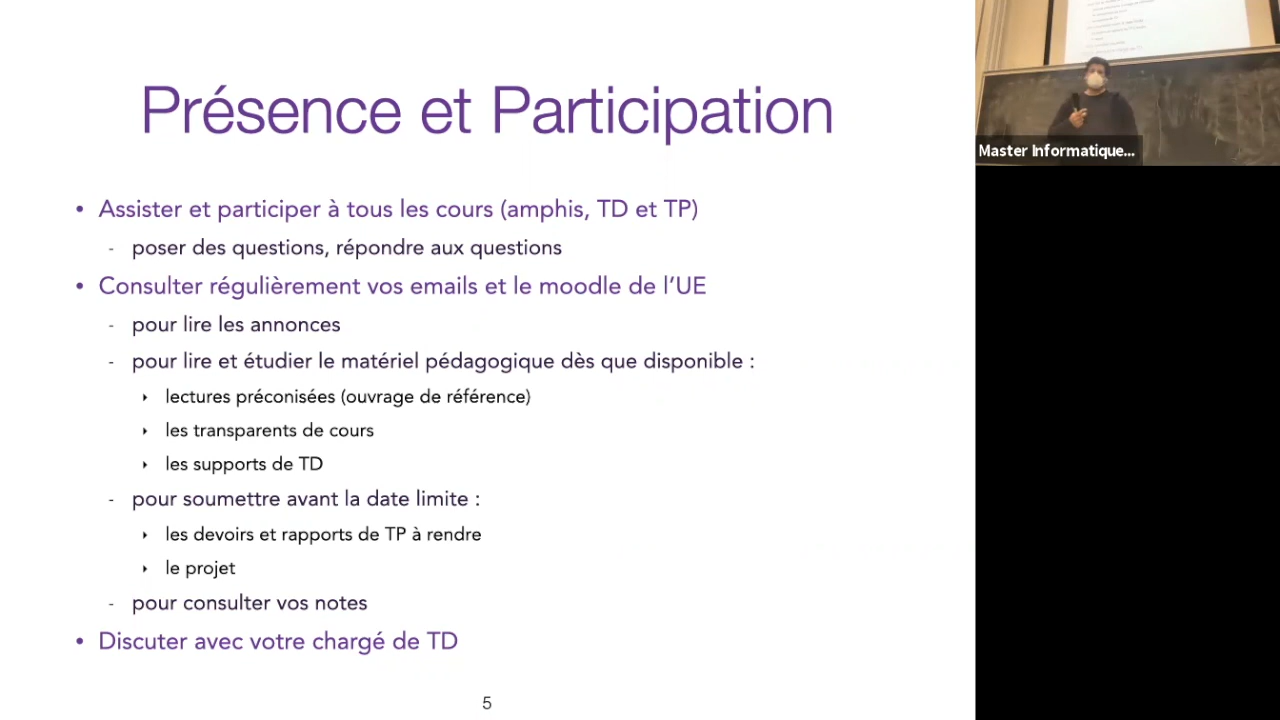 Présence et Participation
• Assister et participer à tous les cours (amphis, TD et TP)
- poser des questions, répondre aux questions
• Consulter régulièrement vos emails et le moodle de l’UE
- pour lire les annonces
- pour lire et étudier le matériel pédagogique dès que disponible :
‣ lectures préconisées (ouvrage de référence)
‣ les transparents de cours
‣ les supports de TD
- pour soumettre avant la date limite :
‣ les devoirs et rapports de TP à rendre
‣ le projet
- pour consulter vos notes
• Discuter avec votre chargé de TD
5
Master Informatique...